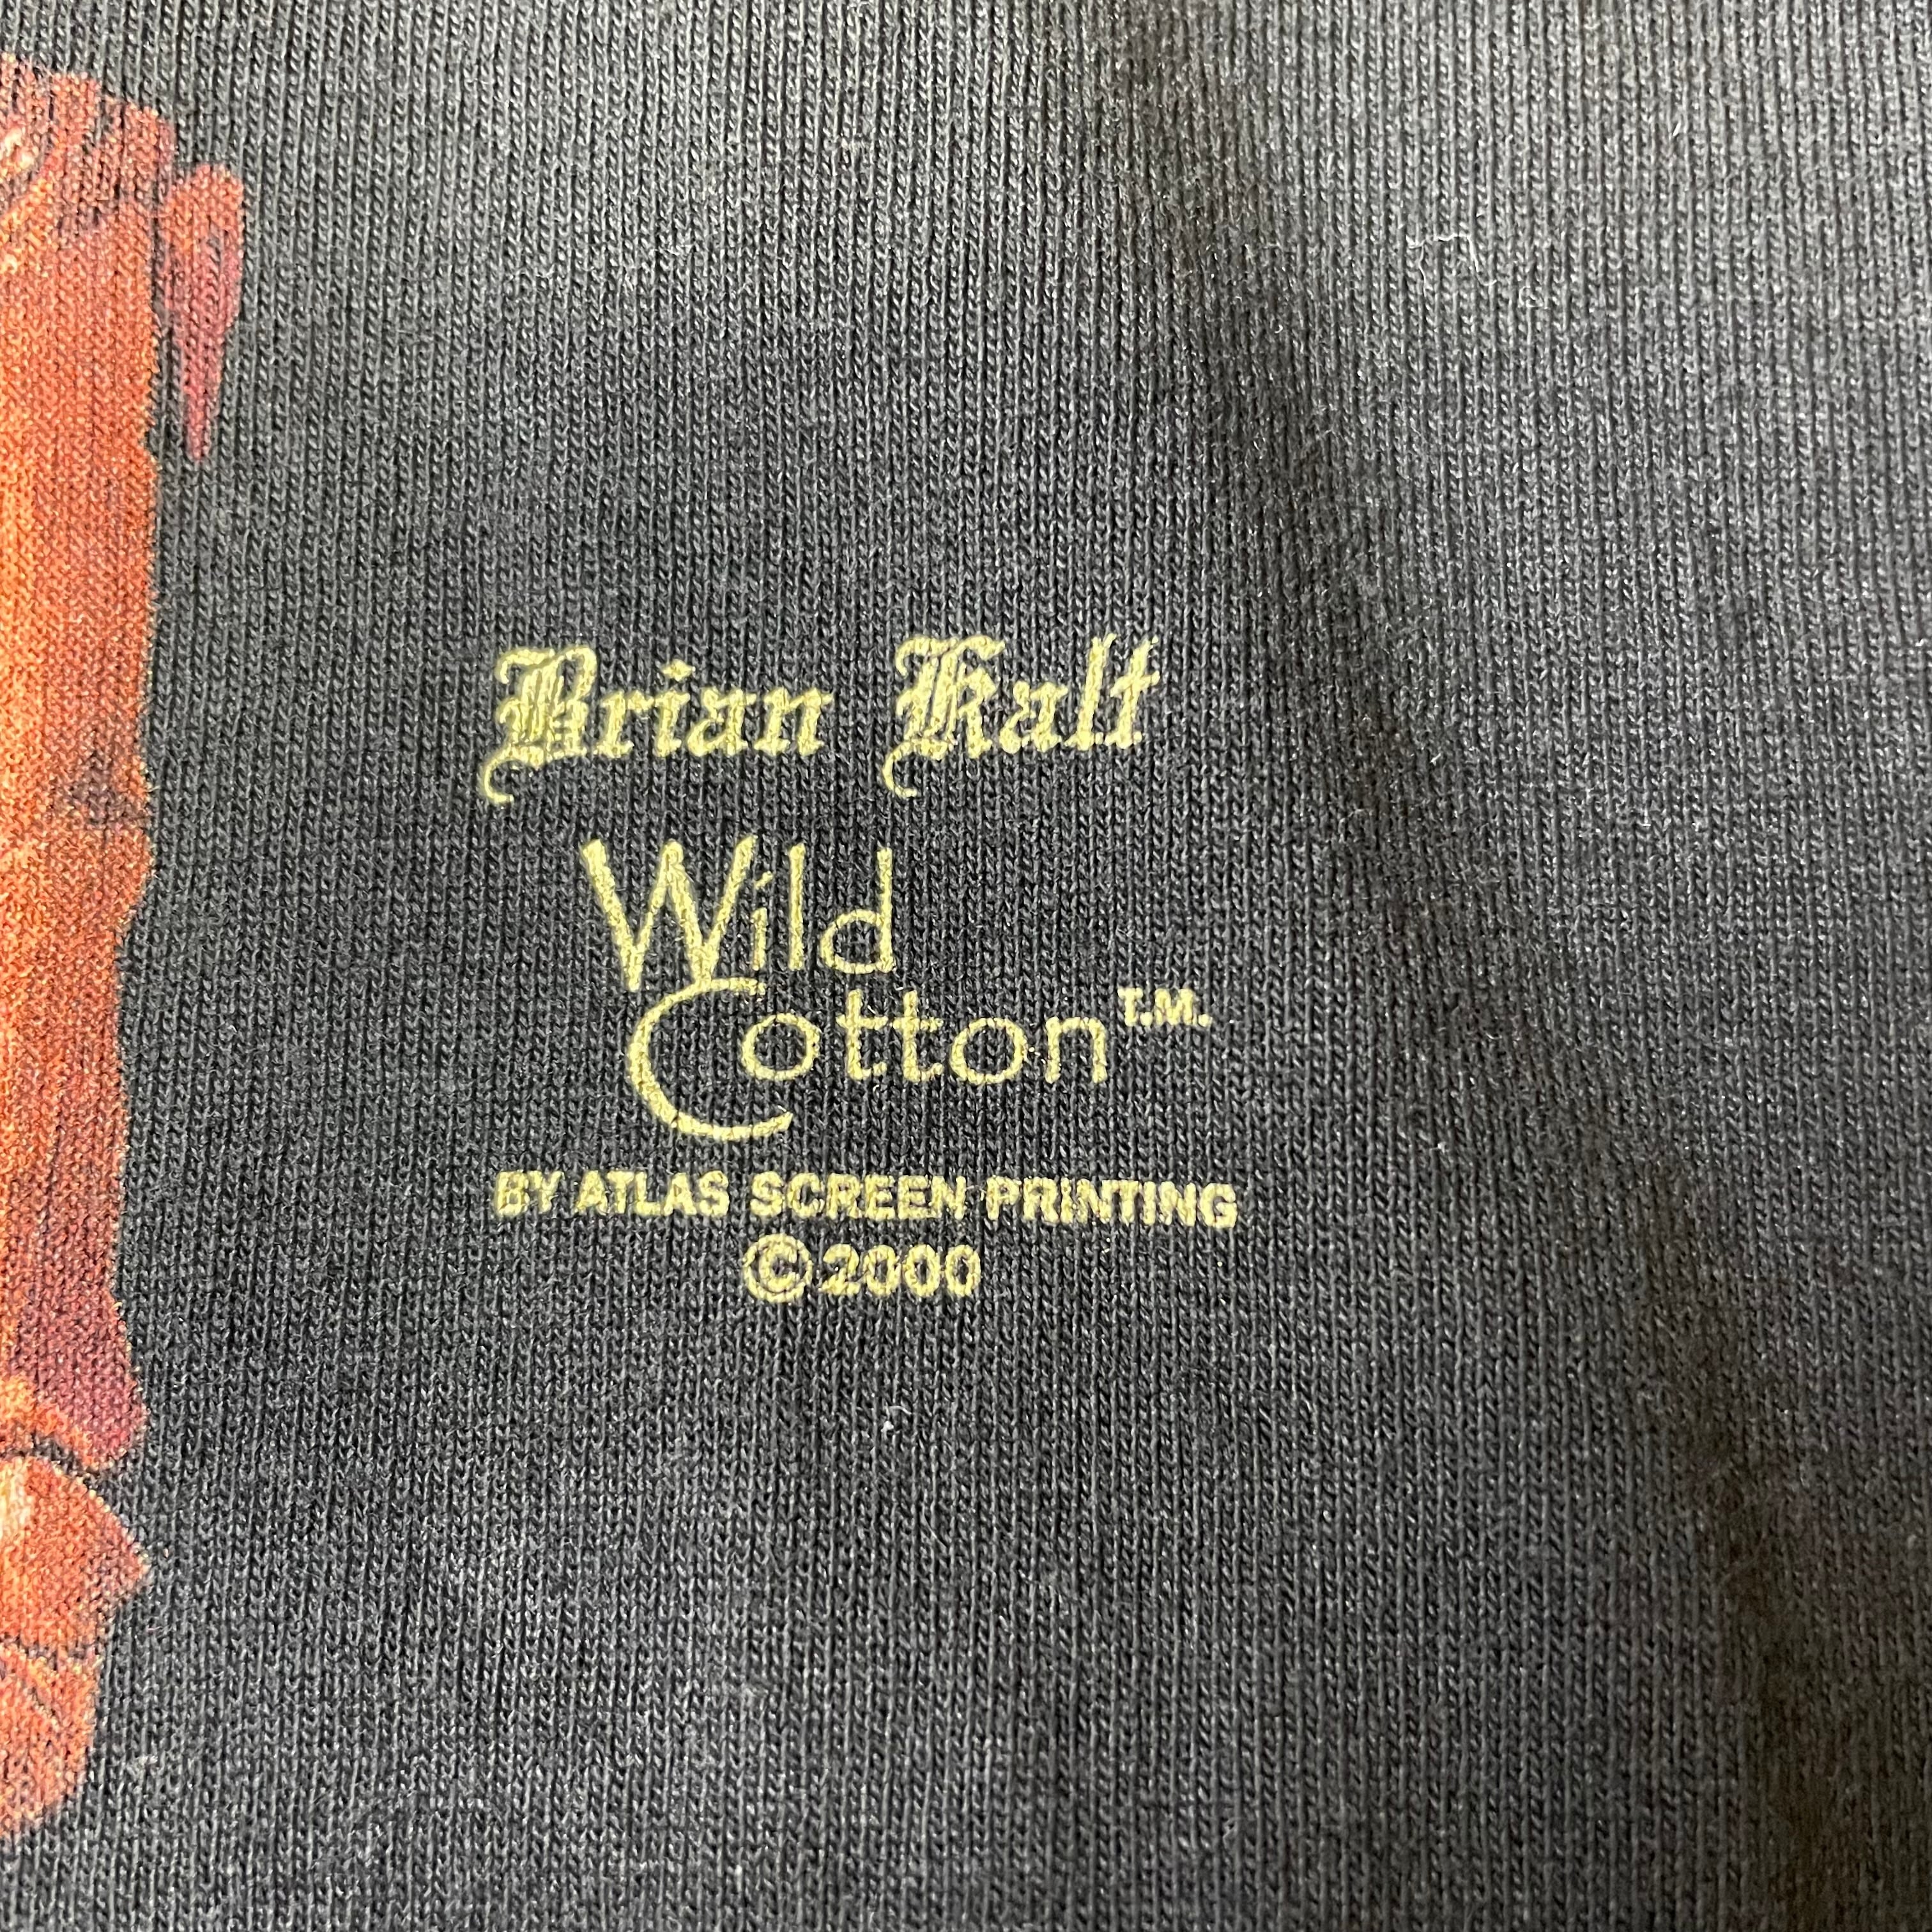 Brian Kalt
Wild
Cotton T.M.
BY ATLAS SCREEN PRINTING
©2000